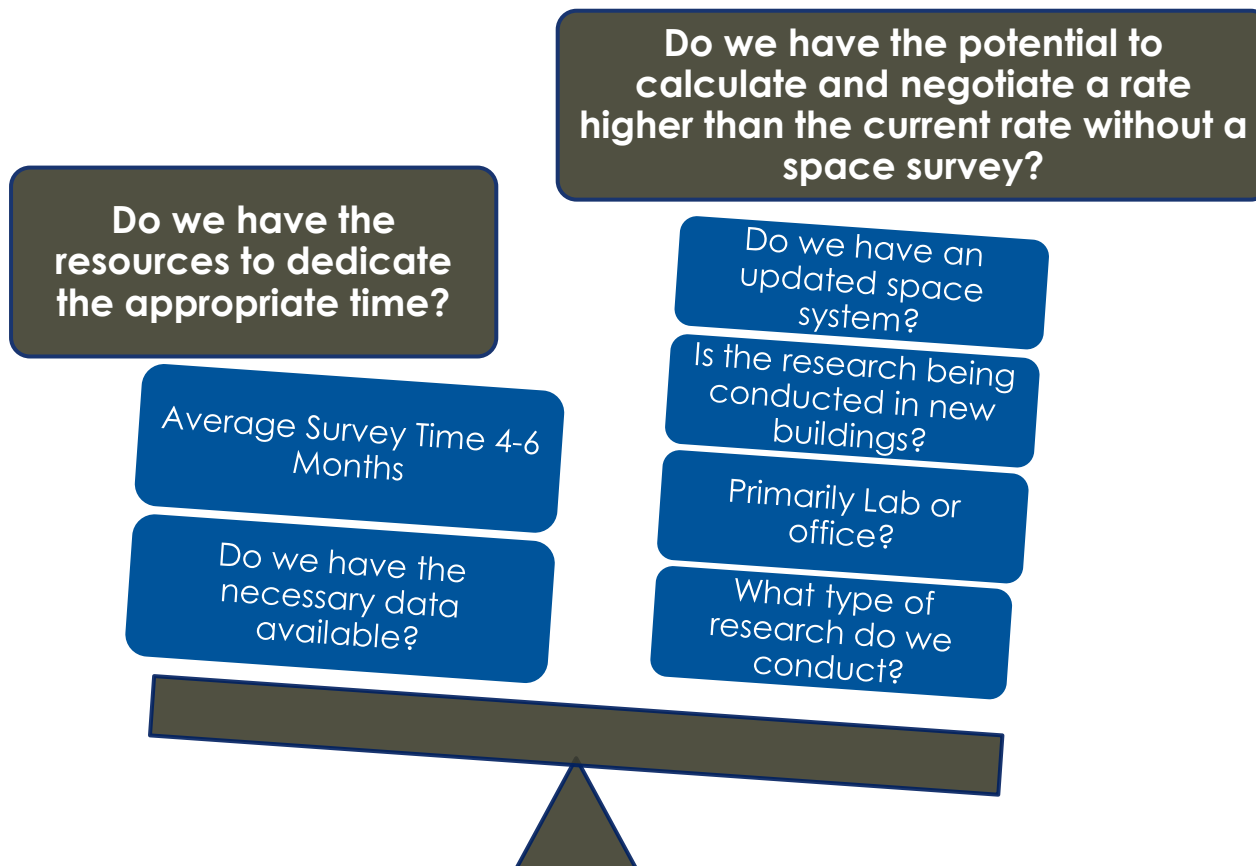 Do we have the potential to
calculate and negotiate a rate
higher than the current rate without a
space survey?
Do we have the
resources to dedicate
the appropriate time?
Average Survey Time 4-6
Months
Do we have the
necessary data
available?
Do we have an
updated space
system?
Is the research being
conducted in new
buildings?
Primarily Lab or
office?
What type of
research do we
conduct?